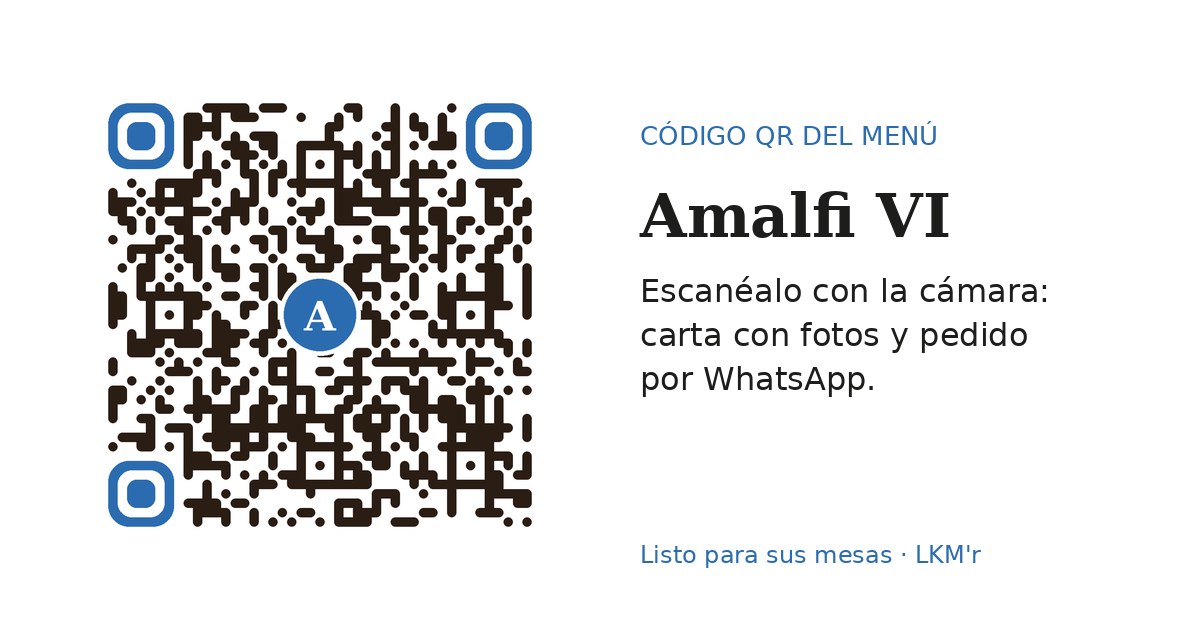 A
CÓDIGO QR DEL MENÚ
Amalfi VI
Escanéalo con la cámara:
carta con fotos y pedido
por WhatsApp.
Listo para sus mesas · LKM'r